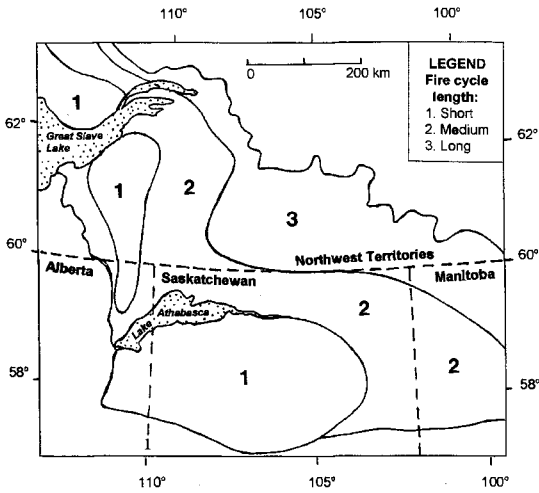 110° 105° 100°
0 200 km
LEGEND
Fire cycle
length:
1. Short
2. Medium
3. Long
1
62° 62°
Great Slave
Lake
1 2
3
60° 60°
Northwest Territories
Alberta Saskatchewan Manitoba
2
Lake Athabasca
2
58° 1 58°
110° 105° 100°